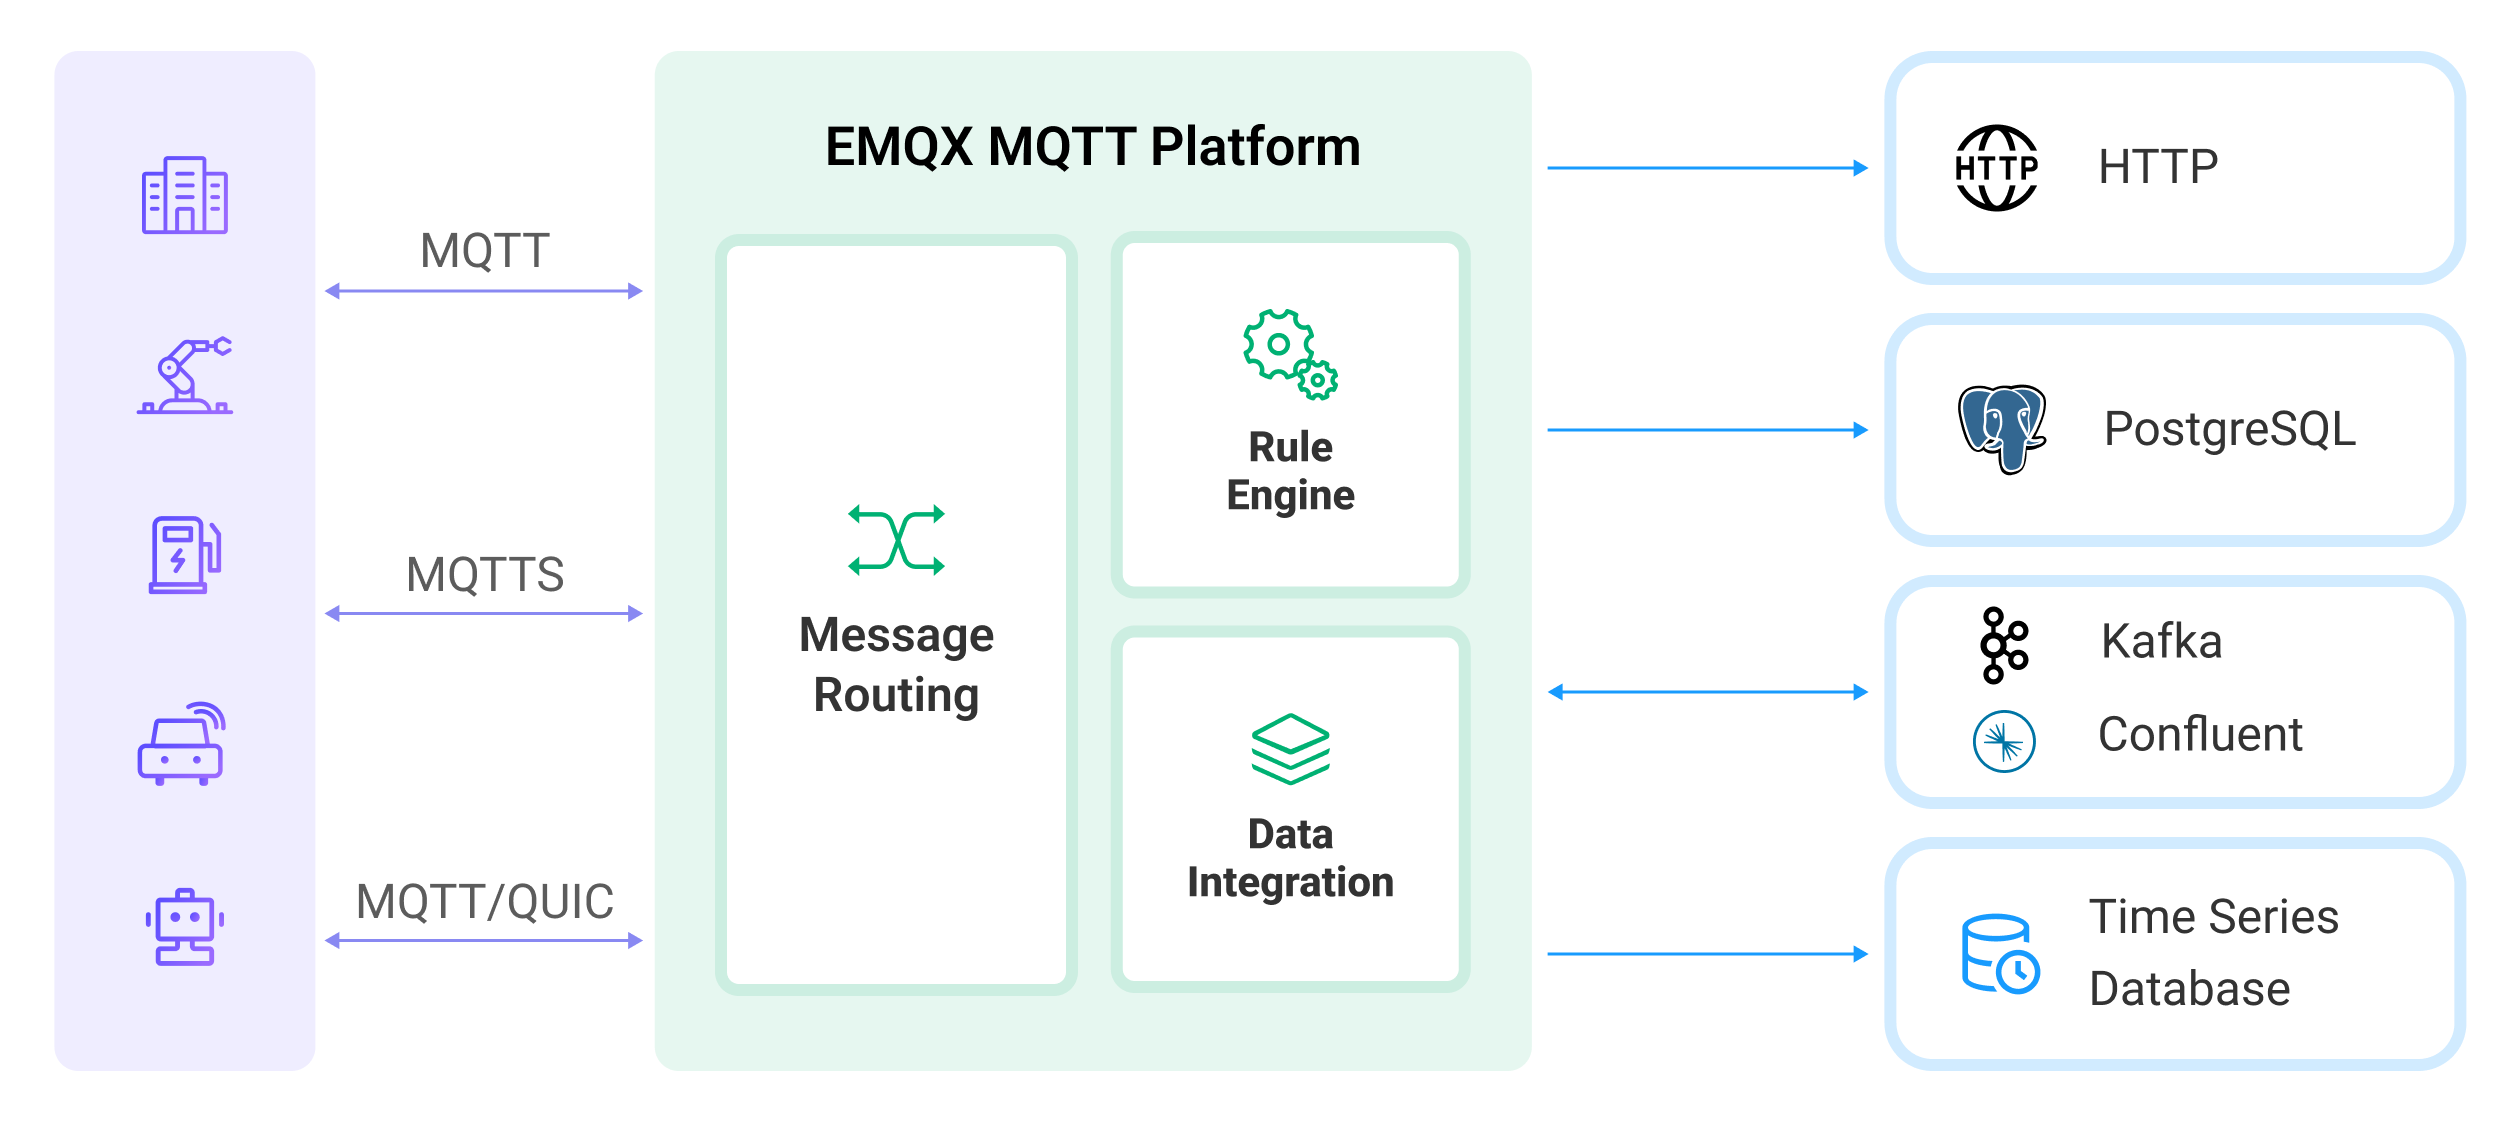 EMQX MQTT Platform
MQTT
MQTTS
MQTT/QUIC
Message
Routing
Rule
Engine
Data
Integration
HTTP
HTTP
PostgreSQL
Kafka
Confluent
Time Series
Database